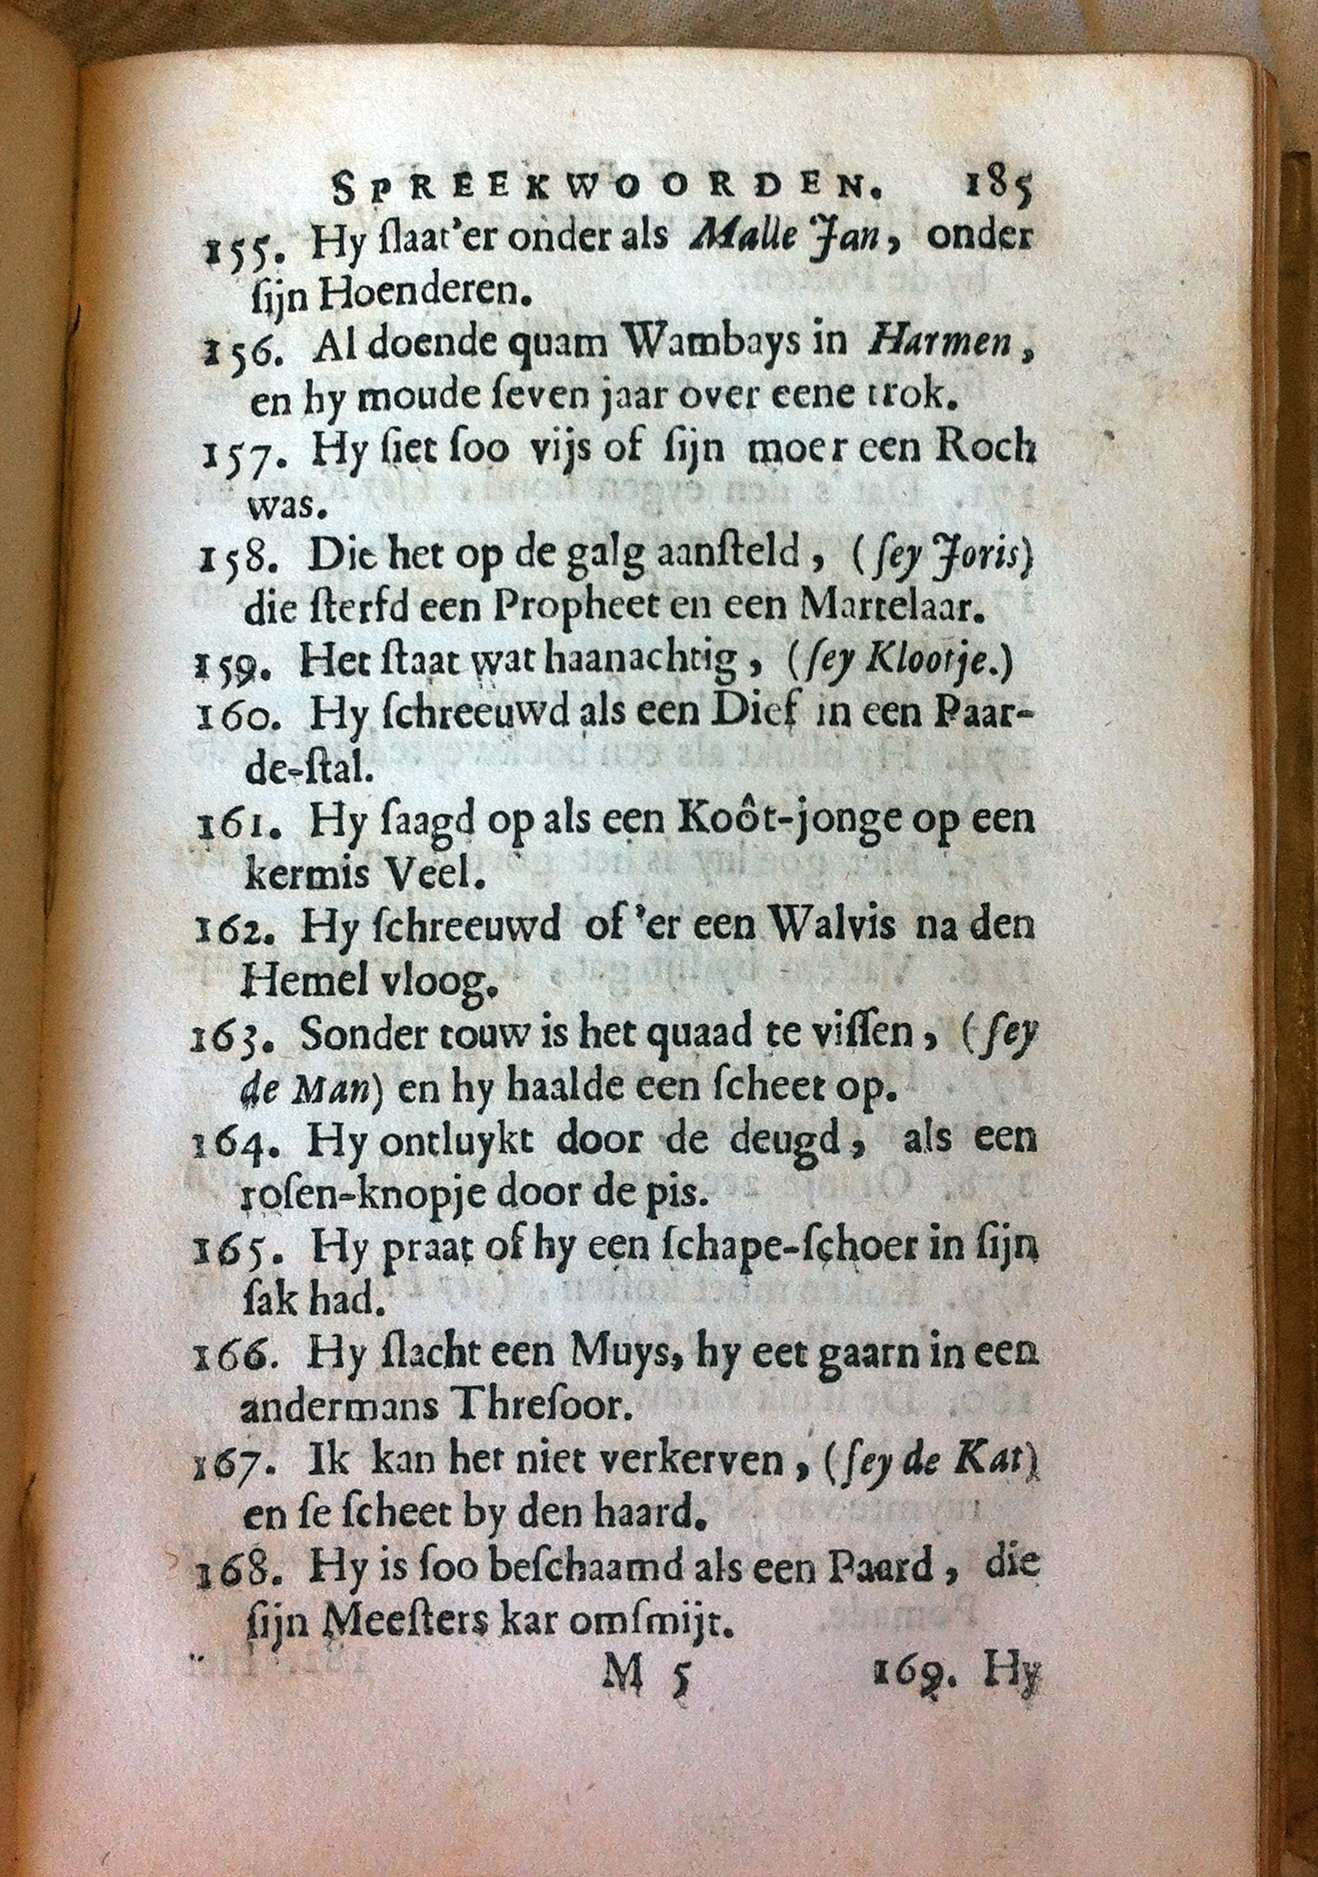 SPREEKWOORDEN. 185
155. Hy ſlaat'er onder als Malle Jan, onder
ſijn Hoenderen.
156. Al doende quam Wambays in Harmen,
en hy moude ſeven jaar over eene trok.
157. Hy ſiet ſoo vijs of ſijn moer een Roch
was.
158. Die het op de galg aanſteld, (ſey Joris)
die ſterfd een Propheet en een Martelaar.
159. Het ſtaat wat haanachtig, (ſey Klootje.)
160. Hy ſchreeuwd als een Dief in een Paar-
de-ſtal.
161. Hy ſaagd op als een Koôt-jonge op een
kermis Veel.
162. Hy ſchreeuwd of 'er een Walvis na den
Hemel vloog.
163. Sonder touw is het quaad te viſſen, (ſey
de Man) en hy haalde een ſcheet op.
164. Hy ontluykt door de deugd, als een
roſen-knopje door de pis.
165. Hy praat of hy een ſchape-ſchoer in ſijn
ſak had.
166. Hy ſlacht een Muys, hy eet gaarn in een
andermans Threſoor.
167. Ik kan het niet verkerven, (ſey de Kat)
en ſe ſcheet by den haard.
168. Hy is ſoo beſchaamd als een Paard, die
ſijn Meeſters kar omſmijt.
M 5 169. Hy